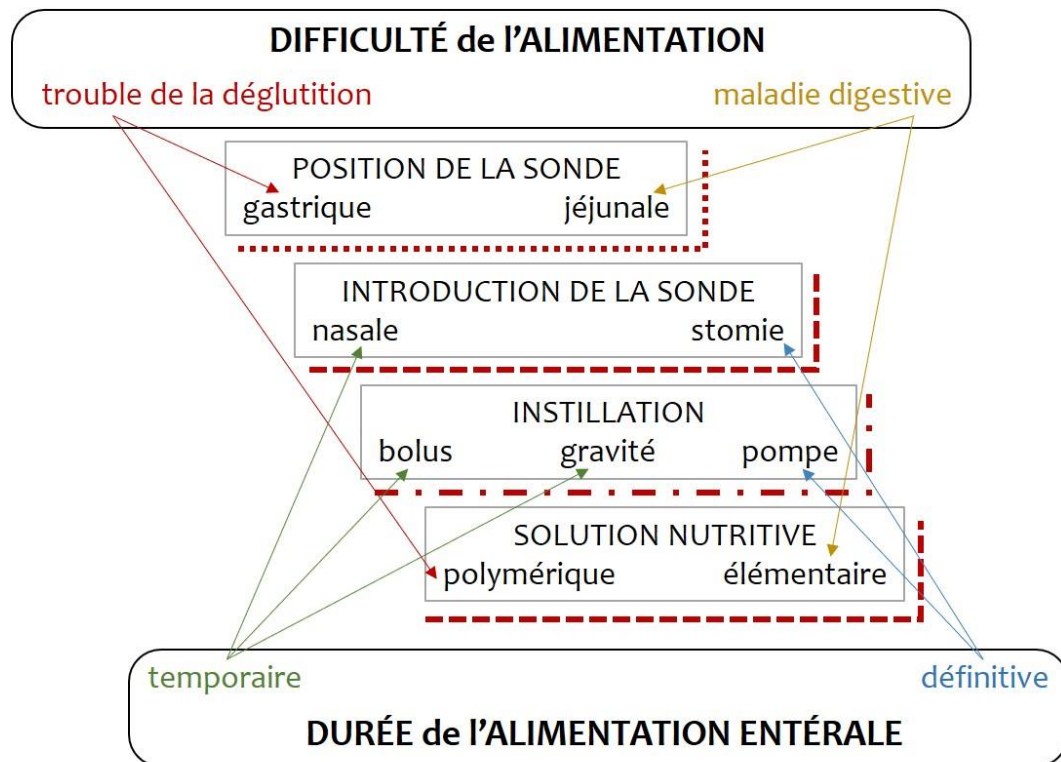 DIFFICULTÉ de l’ALIMENTATION
trouble de la déglutition maladie digestive
POSITION DE LA SONDE
gastrique jéjunale
INTRODUCTION DE LA SONDE
nasale stomie
INSTILLATION
bolus gravité pompe
SOLUTION NUTRITIVE
polymérique élémentaire
temporaire définitive
DURÉE de l’ALIMENTATION ENTÉRALE